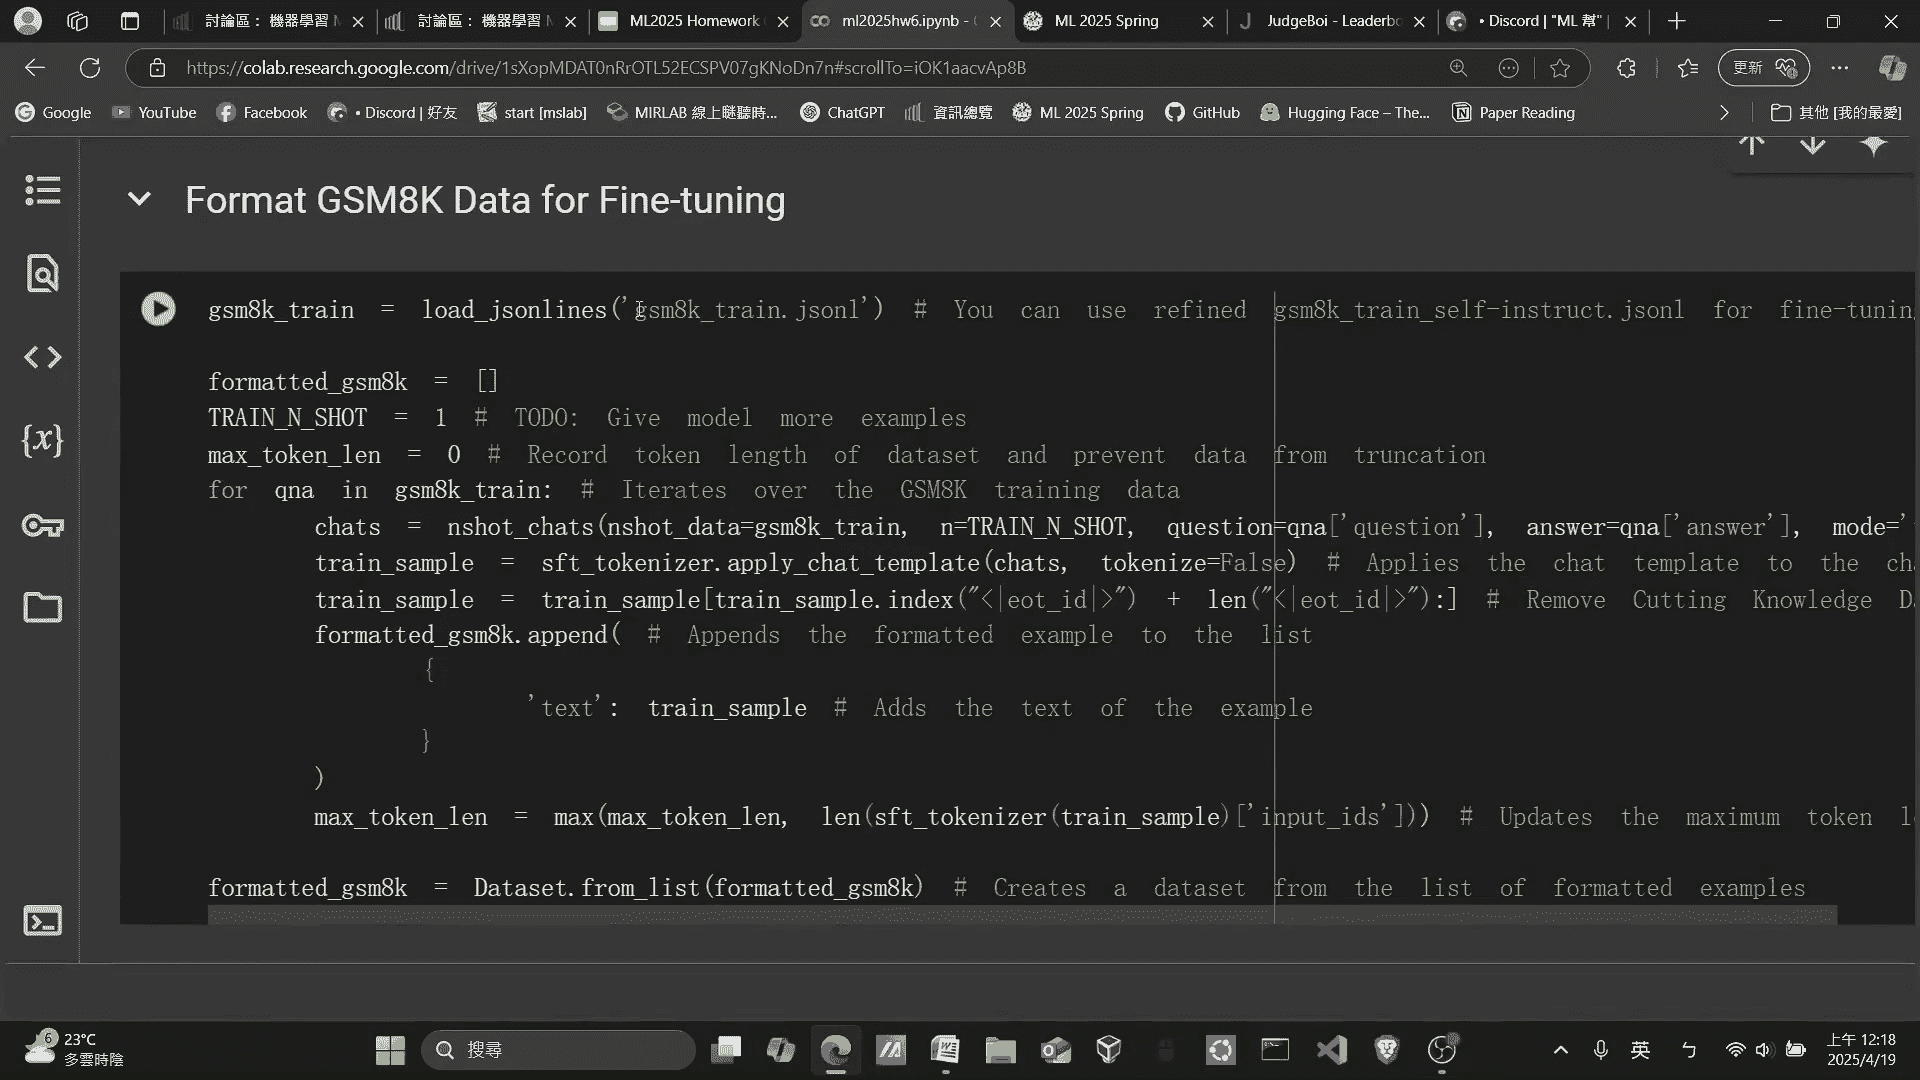 討論區： 機器學習
討論區： 機器學習
ML2025 Homework
ml2025hw6.ipynb -
ML 2025 Spring
JudgeBoi - Leaderbo
• Discord | "ML 幫" |
https://colab.research.google.com/drive/1sXopMDAT0nRrOTL52ECSPV07gKNoDn7n#scrollTo=iOK1aacvAp8B
更新
Google
YouTube
Facebook
• Discord | 好友
start [mslab]
MIRLAB 線上瞇聽時...
ChatGPT
資訊總覽
ML 2025 Spring
GitHub
Hugging Face – The...
Paper Reading
其他 [我的最愛]
Format GSM8K Data for Fine-tuning
gsm8k_train = load_jsonlines('gsm8k_train.jsonl') # You can use refined gsm8k_train_self-instruct.jsonl for fine-tunin
formatted_gsm8k = []
TRAIN_N_SHOT = 1 # TODO: Give model more examples
max_token_len = 0 # Record token length of dataset and prevent data from truncation
for qna in gsm8k_train: # Iterates over the GSM8K training data
chats = nshot_chats(nshot_data=gsm8k_train, n=TRAIN_N_SHOT, question=qna['question'], answer=qna['answer'], mode='
train_sample = sft_tokenizer.apply_chat_template(chats, tokenize=False) # Applies the chat template to the ch
train_sample = train_sample[train_sample.index("<|eot_id|>") + len("<|eot_id|>"):] # Remove Cutting Knowledge D
formatted_gsm8k.append( # Appends the formatted example to the list
{
'text': train_sample # Adds the text of the example
}
)
max_token_len = max(max_token_len, len(sft_tokenizer(train_sample)['input_ids'])) # Updates the maximum token l
formatted_gsm8k = Dataset.from_list(formatted_gsm8k) # Creates a dataset from the list of formatted examples
6
23°C
多雲時陰
搜尋
英
ㄅ
上午 12:18
2025/4/19